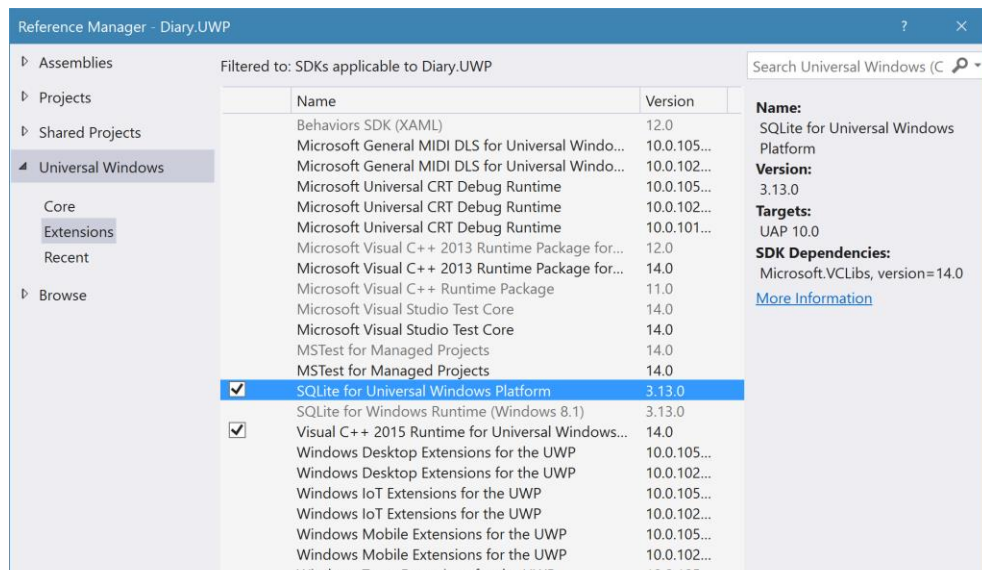 Reference Manager - Diary.UWP
Assemblies
Projects
Shared Projects
Universal Windows
Core
Extensions
Recent
Browse
Filtered to: SDKs applicable to Diary.UWP
Name Version
Behaviors SDK (XAML) 12.0
Microsoft General MIDI DLS for Universal Windo... 10.0.105...
Microsoft General MIDI DLS for Universal Windo... 10.0.102...
Microsoft Universal CRT Debug Runtime 10.0.105...
Microsoft Universal CRT Debug Runtime 10.0.102...
Microsoft Universal CRT Debug Runtime 10.0.101...
Microsoft Visual C++ 2013 Runtime Package for... 12.0
Microsoft Visual C++ 2013 Runtime Package for... 14.0
Microsoft Visual C++ Runtime Package 11.0
Microsoft Visual Studio Test Core 14.0
Microsoft Visual Studio Test Core 14.0
MSTest for Managed Projects 14.0
MSTest for Managed Projects 14.0
SQLite for Universal Windows Platform 3.13.0
SQLite for Windows Runtime (Windows 8.1) 3.13.0
Visual C++ 2015 Runtime for Universal Windows... 14.0
Windows Desktop Extensions for the UWP 10.0.105...
Windows Desktop Extensions for the UWP 10.0.102...
Windows IoT Extensions for the UWP 10.0.105...
Windows IoT Extensions for the UWP 10.0.102...
Windows Mobile Extensions for the UWP 10.0.105...
Windows Mobile Extensions for the UWP 10.0.102...
Search Universal Windows (C
Name:
SQLite for Universal Windows
Platform
Version:
3.13.0
Targets:
UAP 10.0
SDK Dependencies:
Microsoft.VCLibs, version=14.0
More Information